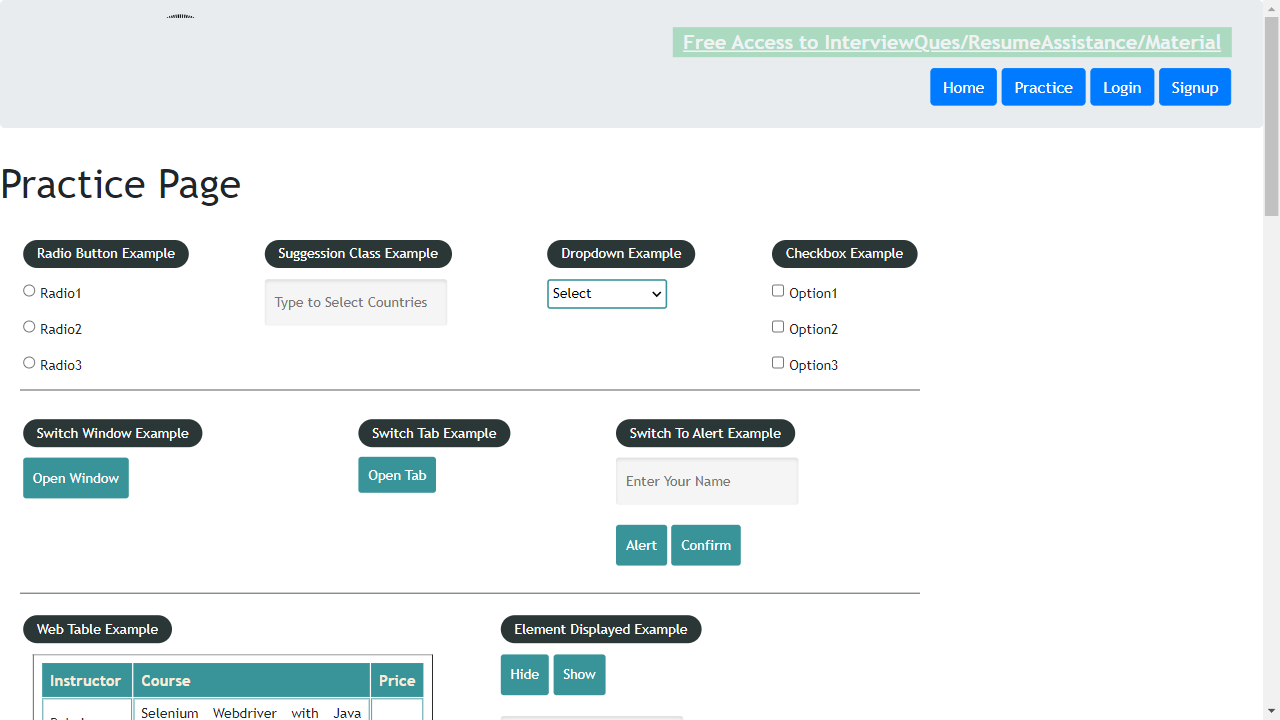 Free Access to InterviewQues/ResumeAssistance/Material
Home Practice Login Signup
Practice Page
Radio Button Example
Radio1
Radio2
Radio3
Suggession Class Example
Type to Select Countries
Dropdown Example
Select
Checkbox Example
Option1
Option2
Option3
Switch Window Example
Open Window
Switch Tab Example
Open Tab
Switch To Alert Example
Enter Your Name
Alert Confirm
Web Table Example
Instructor Course Price
Selenium Webdriver with Java
Element Displayed Example
Hide Show